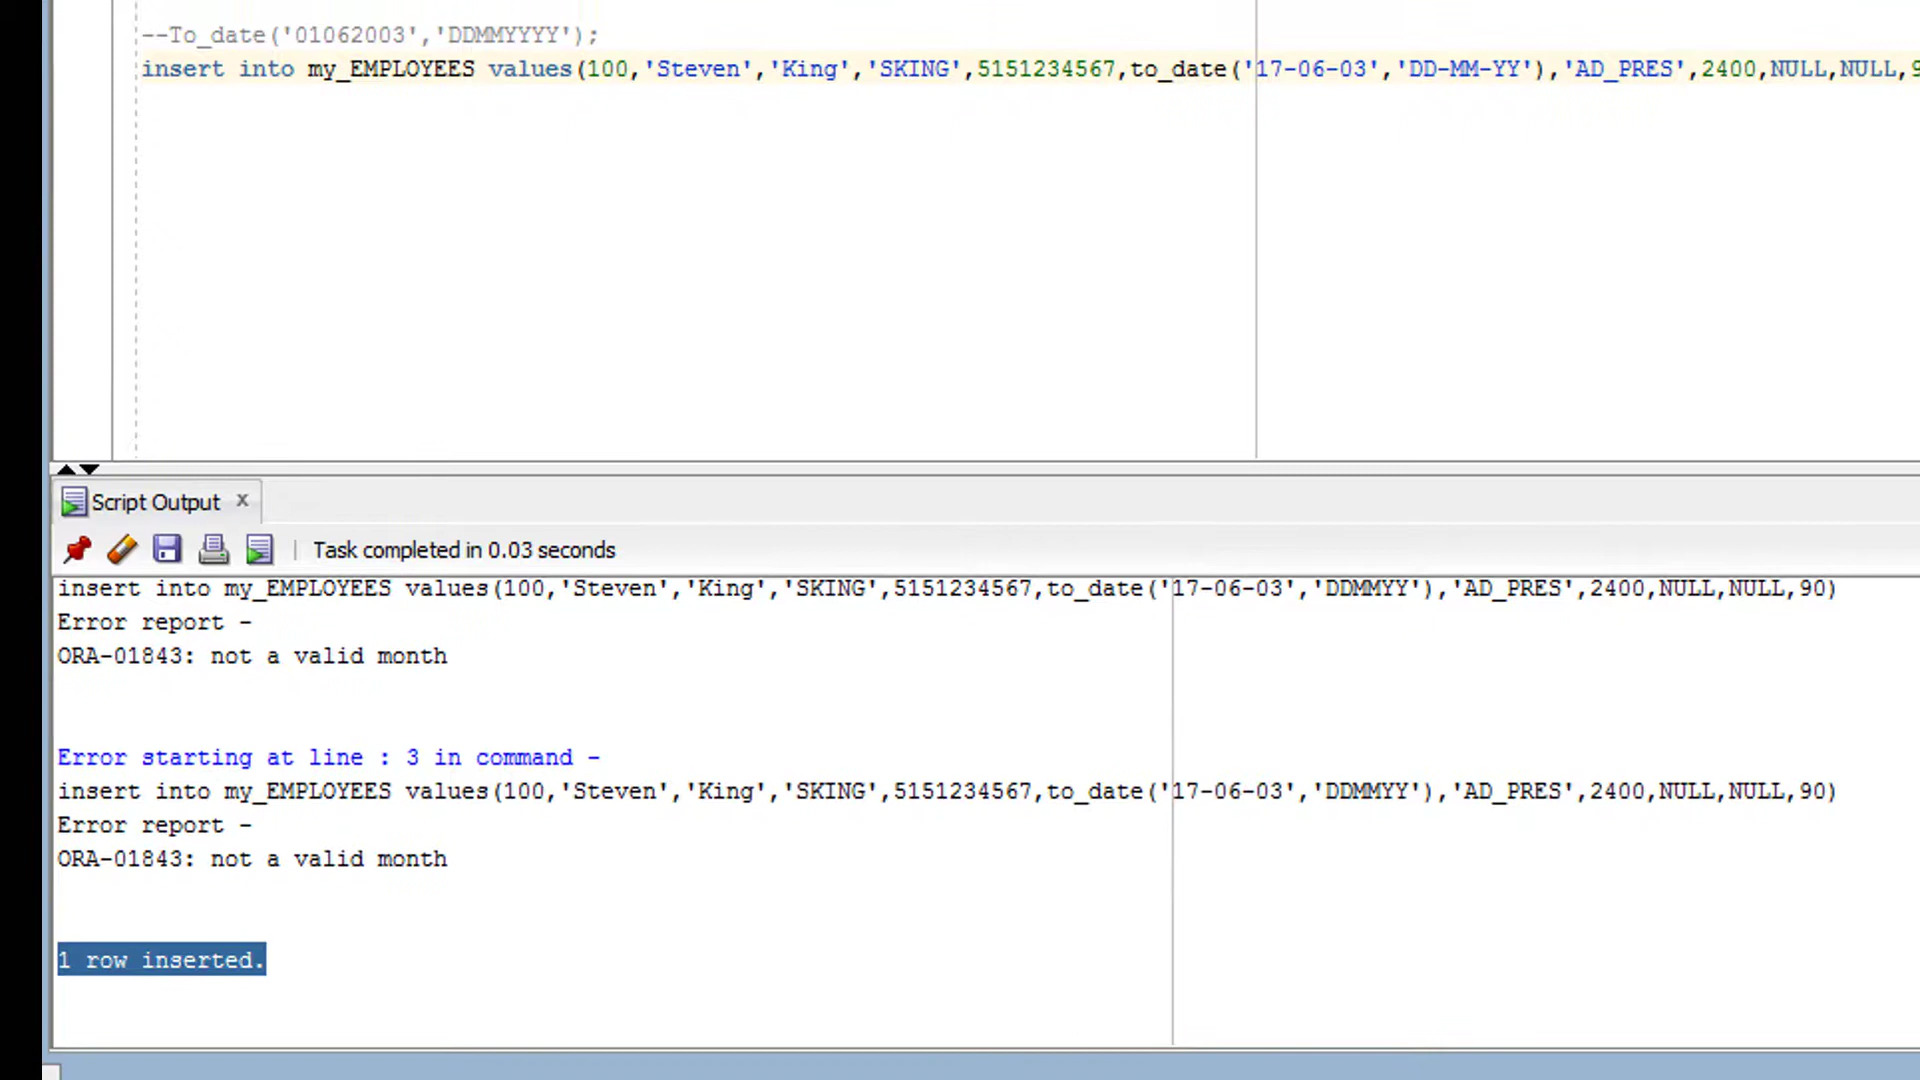 --To_date('01062003','DDMMYYYY');
insert into my_EMPLOYEES values(100,'Steven','King','SKING',5151234567,to_date('17-06-03','DD-MM-YY'),'AD_PRES',2400,NULL,NULL,9
Script Output x
Task completed in 0.03 seconds
insert into my_EMPLOYEES values(100,'Steven','King','SKING',5151234567,to_date('17-06-03','DDMMYY'),'AD_PRES',2400,NULL,NULL,90)
Error report -
ORA-01843: not a valid month
Error starting at line : 3 in command -
insert into my_EMPLOYEES values(100,'Steven','King','SKING',5151234567,to_date('17-06-03','DDMMYY'),'AD_PRES',2400,NULL,NULL,90)
Error report -
ORA-01843: not a valid month
1 row inserted.